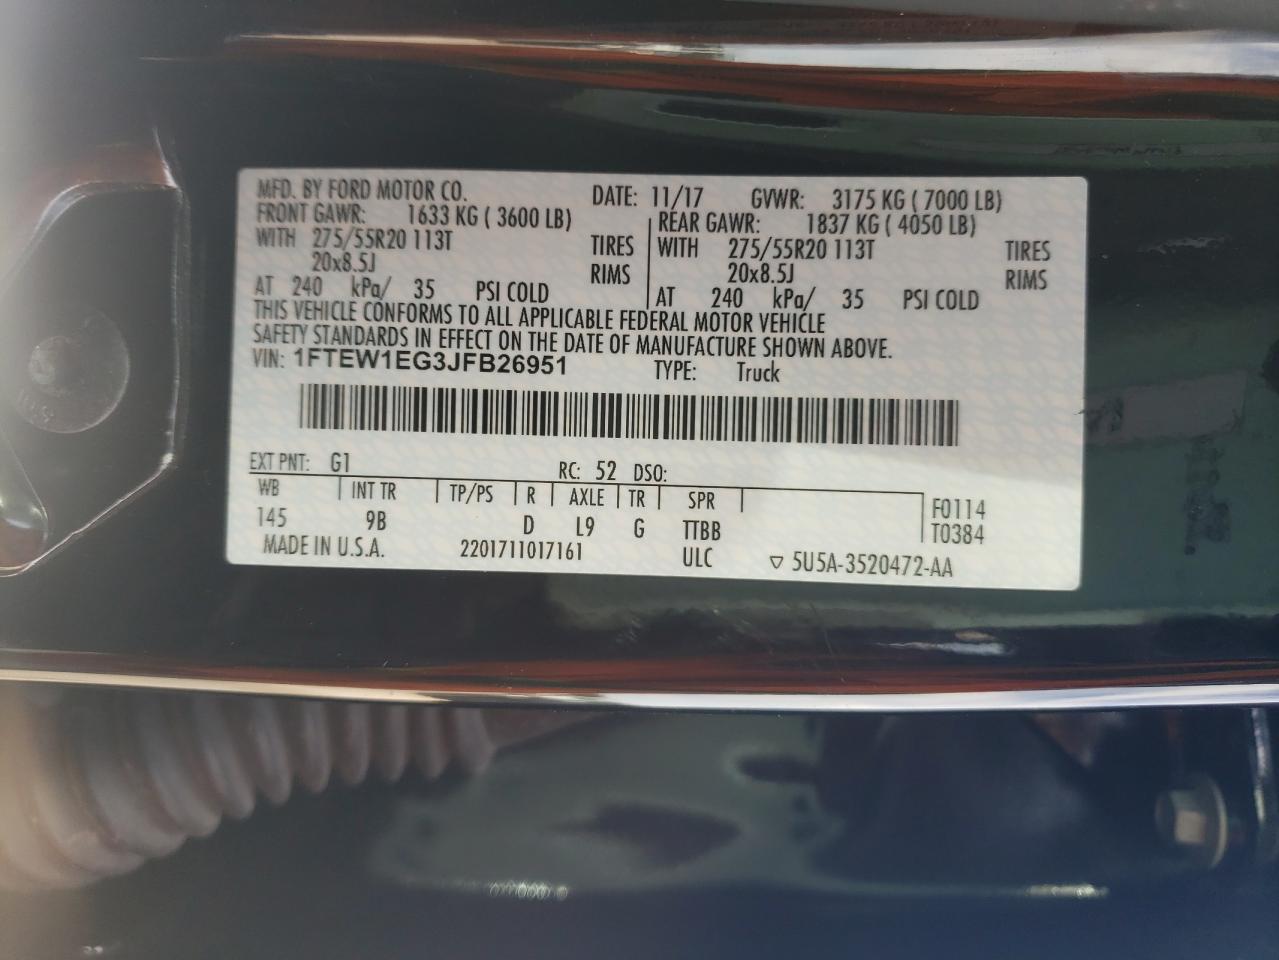 MFD. BY FORD MOTOR CO. DATE: 11/17 GVWR: 3175 KG ( 7000 LB)
FRONT GAWR: 1633 KG ( 3600 LB) REAR GAWR: 1837 KG ( 4050 LB)
WITH 275/55R20 113T TIRES WITH 275/55R20 113T TIRES
20x8.5J RIMS 20x8.5J RIMS
AT 240 kPa/ 35 PSI COLD AT 240 kPa/ 35 PSI COLD
THIS VEHICLE CONFORMS TO ALL APPLICABLE FEDERAL MOTOR VEHICLE
SAFETY STANDARDS IN EFFECT ON THE DATE OF MANUFACTURE SHOWN ABOVE.
VIN: 1FTEW1EG3JFB26951 TYPE: Truck
EXT PNT: G1 RC: 52 DSO:
WB INT TR TP/PS R AXLE TR SPR F0114
145 9B D L9 G TTBB T0384
MADE IN U.S.A. 2201711017161 ULC ▽ 5U5A-3520472-AA